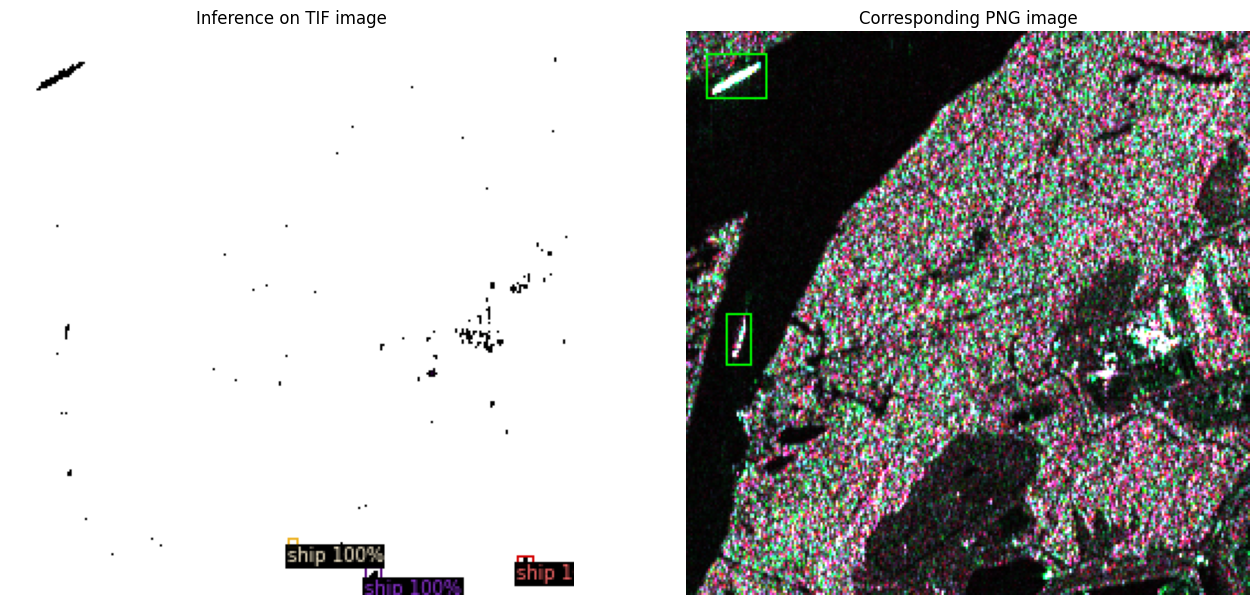 Inference on TIF image
Corresponding PNG image
ship 100%
ship 1
ship 100%